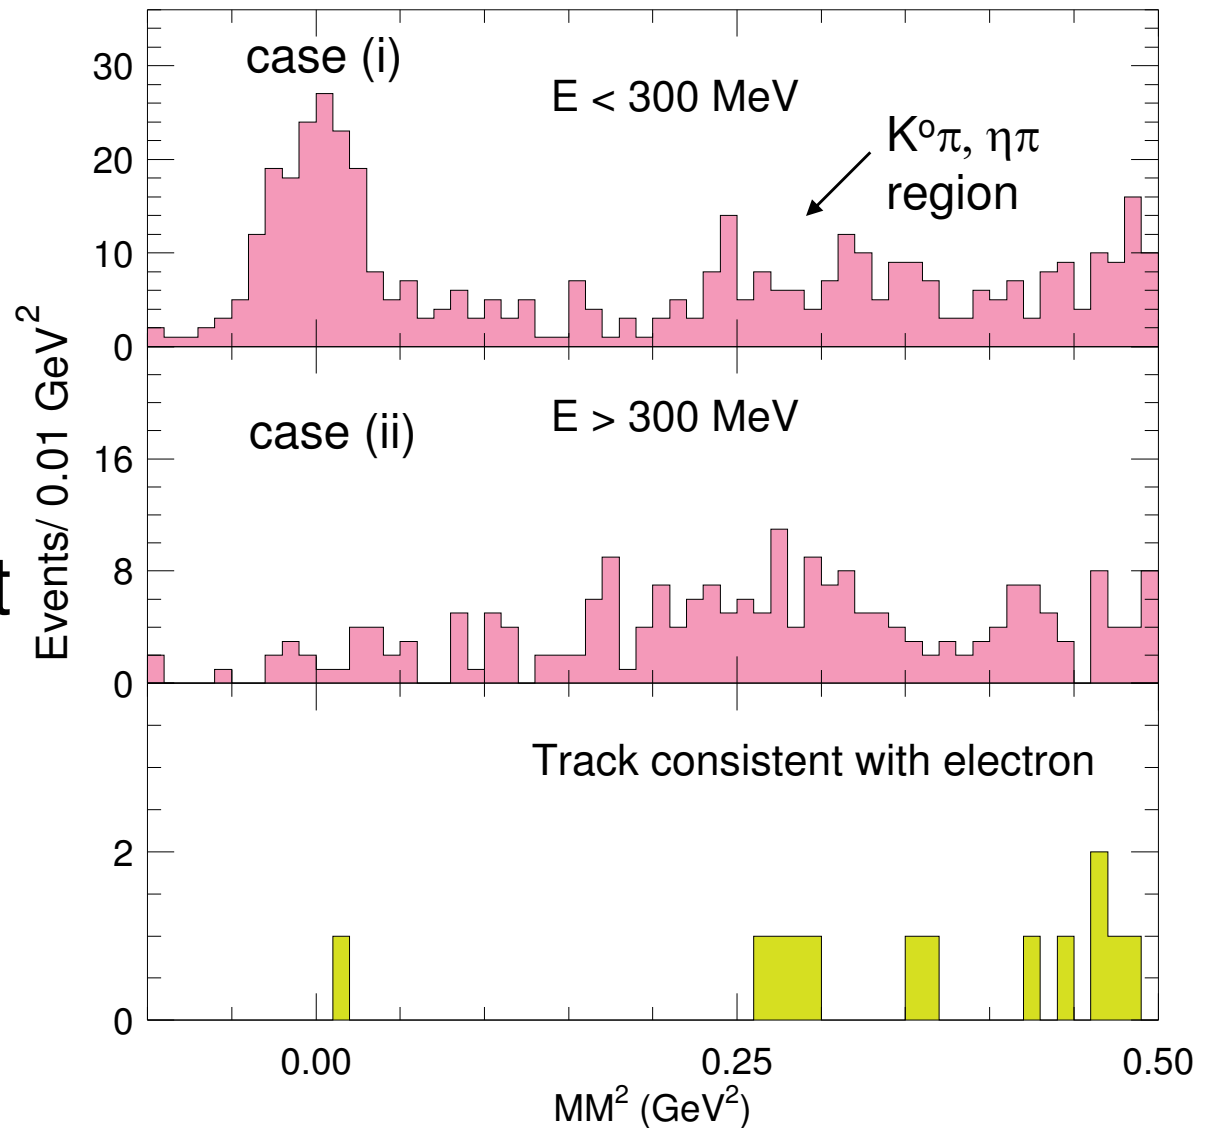 case (i)
E < 300 MeV
K⁰π, ηπ
region
30
20
10
0
Events/ 0.01 GeV²
case (ii)
E > 300 MeV
16
8
0
Track consistent with electron
2
0
0.00 0.25 0.50
MM² (GeV²)